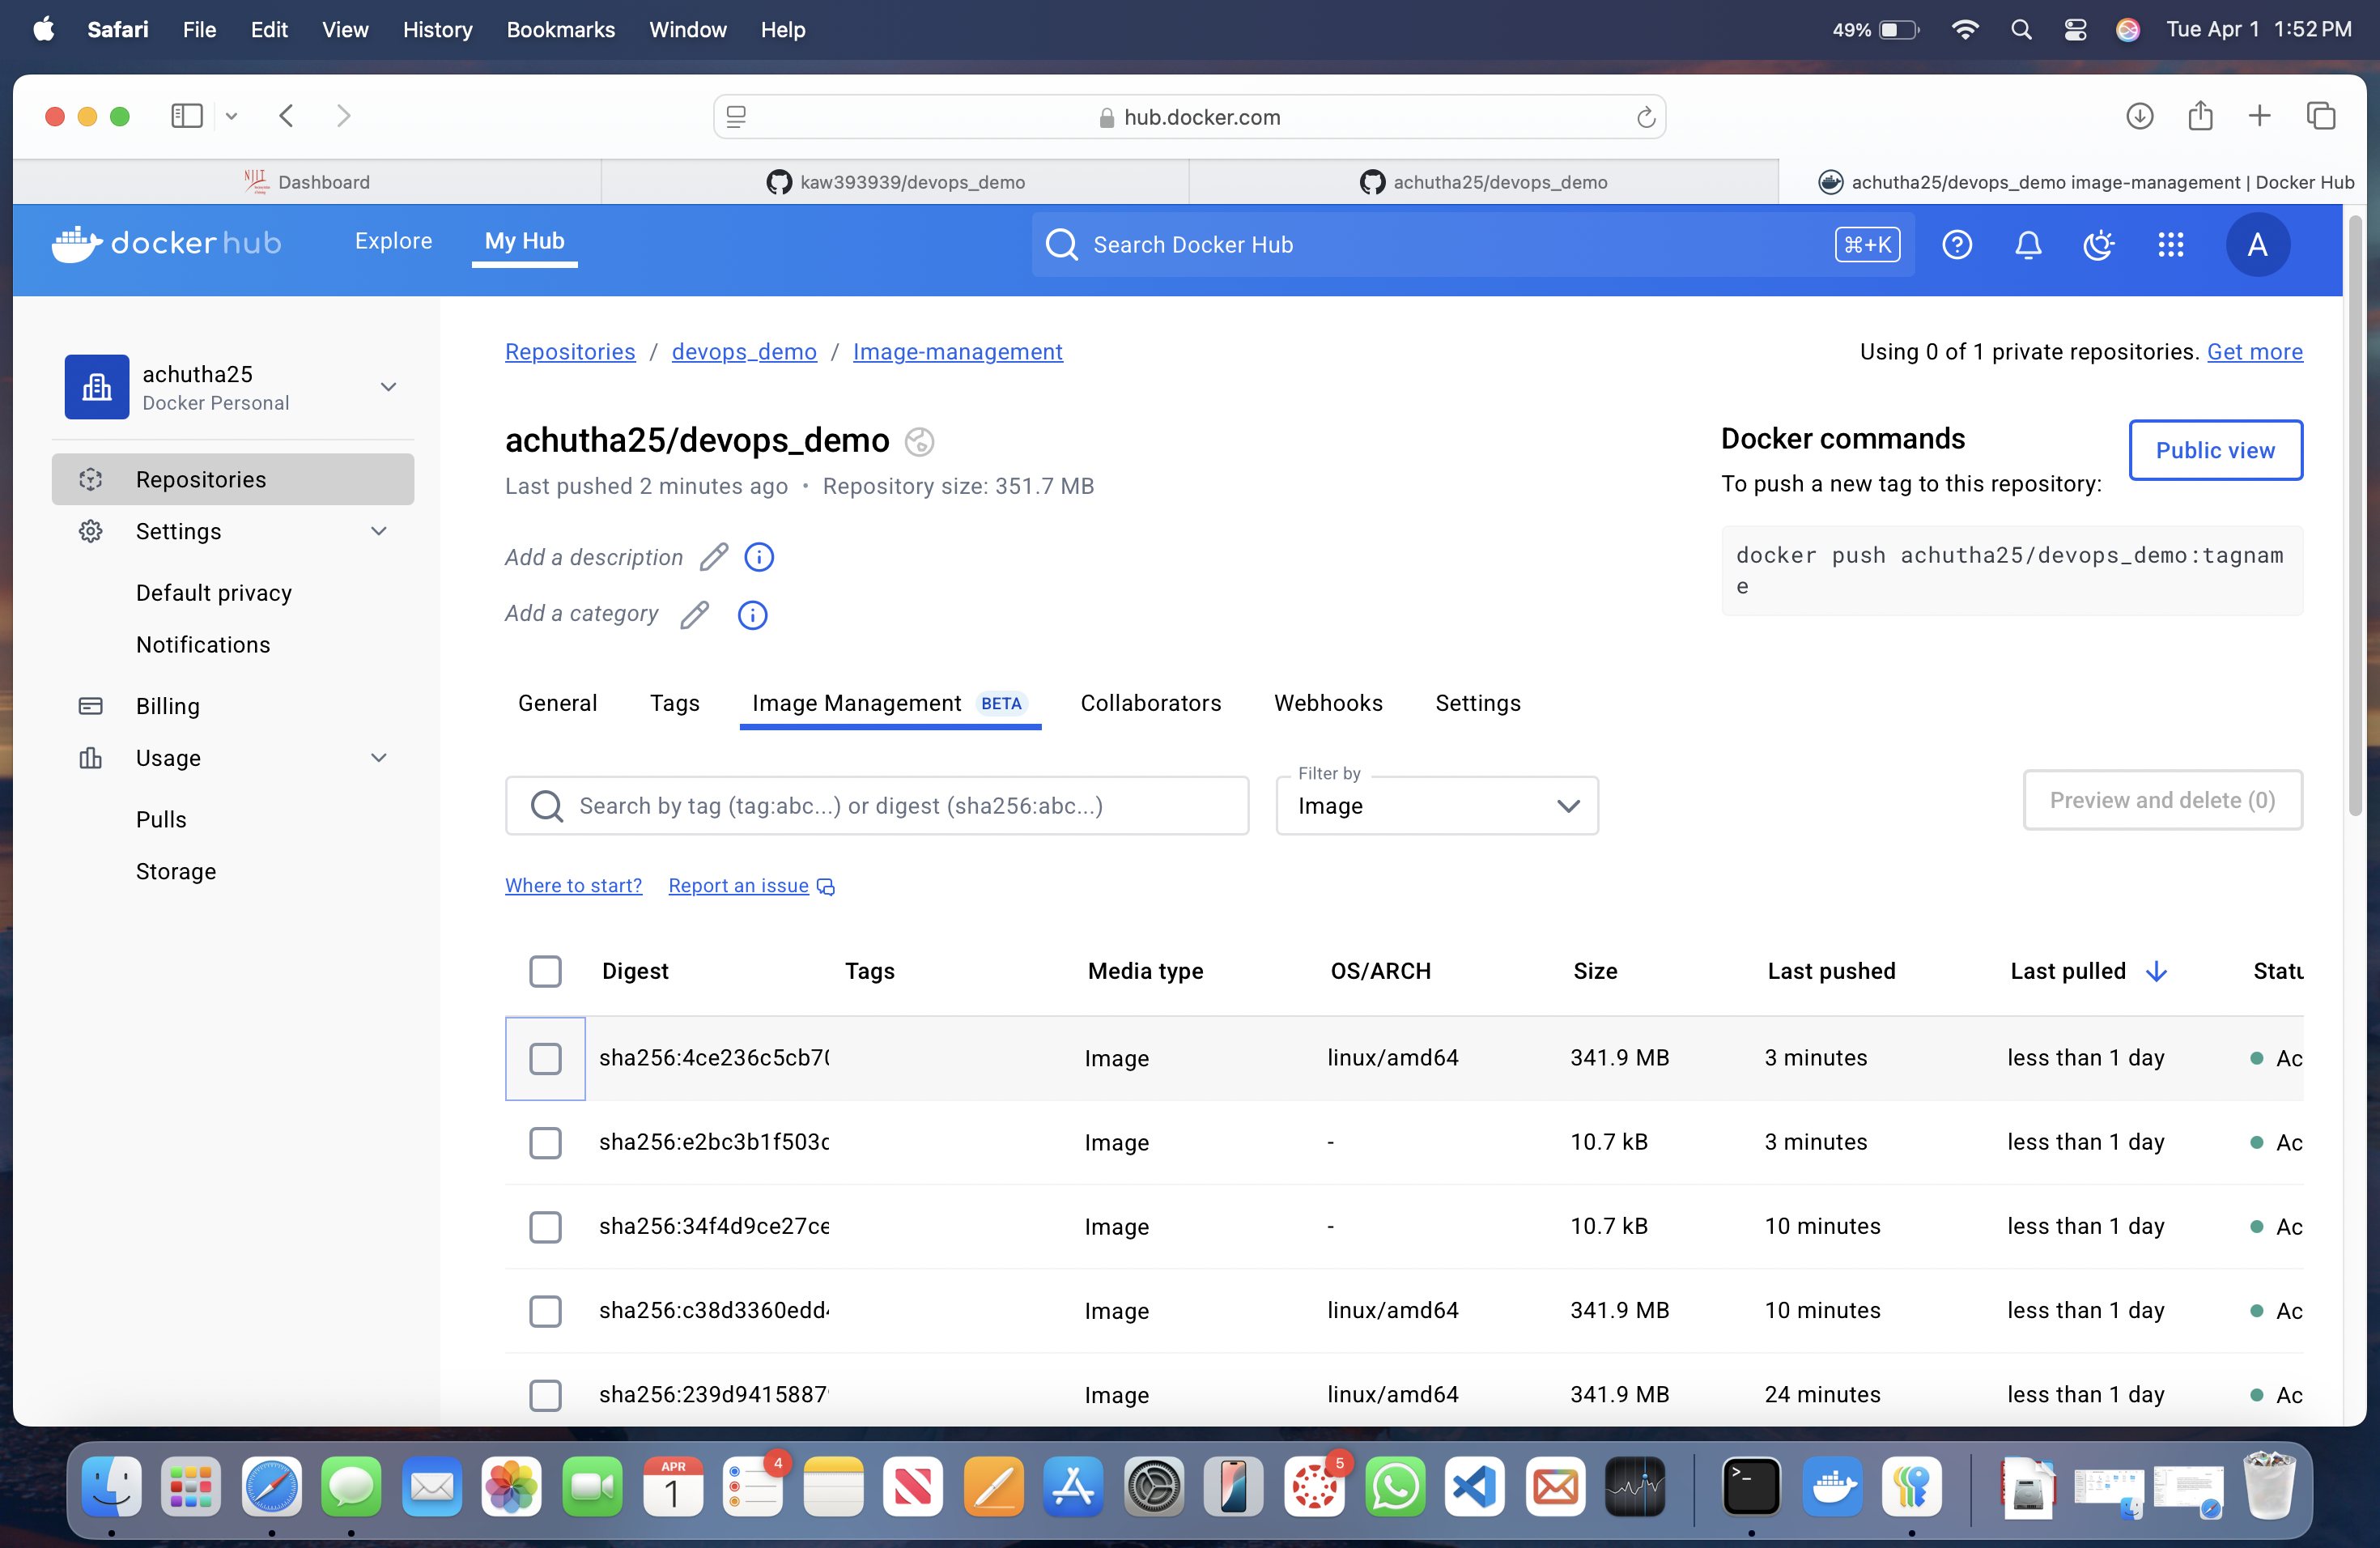 Safari File Edit View History Bookmarks Window Help 49% Tue Apr 1 1:52 PM
hub.docker.com
NJIT Dashboard kaw393939/devops_demo achutha25/devops_demo achutha25/devops_demo image-management | Docker Hub
docker hub Explore My Hub Search Docker Hub ⌘+K A
Repositories / devops_demo / Image-management Using 0 of 1 private repositories. Get more
achutha25
Docker Personal
Repositories
Settings
Default privacy
Notifications
Billing
Usage
Pulls
Storage
achutha25/devops_demo
Last pushed 2 minutes ago • Repository size: 351.7 MB
Add a description
Add a category
Docker commands
Public view
To push a new tag to this repository:
docker push achutha25/devops_demo:tagnam
e
General Tags Image Management BETA Collaborators Webhooks Settings
Search by tag (tag:abc...) or digest (sha256:abc...)
Filter by
Image
Preview and delete (0)
Where to start? Report an issue
Digest Tags Media type OS/ARCH Size Last pushed Last pulled Statu
sha256:4ce236c5cb70 Image linux/amd64 341.9 MB 3 minutes less than 1 day Ac
sha256:e2bc3b1f503c Image - 10.7 kB 3 minutes less than 1 day Ac
sha256:34f4d9ce27ce Image - 10.7 kB 10 minutes less than 1 day Ac
sha256:c38d3360edd4 Image linux/amd64 341.9 MB 10 minutes less than 1 day Ac
sha256:239d94158879 Image linux/amd64 341.9 MB 24 minutes less than 1 day Ac
APR
1
4
5